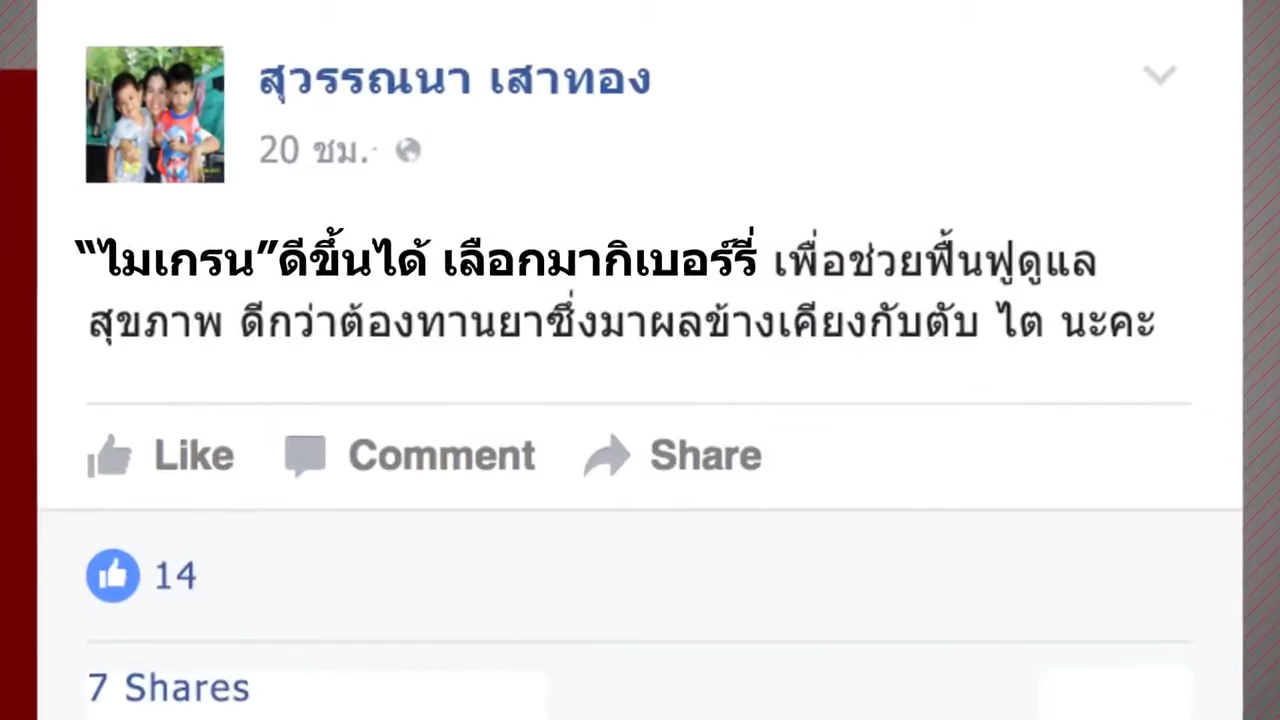 สุวรรณนา เสาทอง
20 ชม.·
“ไมเกรน”ดีขึ้นได้ เลือกมากิเบอร์รี่ เพื่อช่วยฟื้นฟูดูแล
สุขภาพ ดีกว่าต้องทานยาซึ่งมาผลข้างเคียงกับตับ ไต นะคะ
Like Comment Share
14
7 Shares